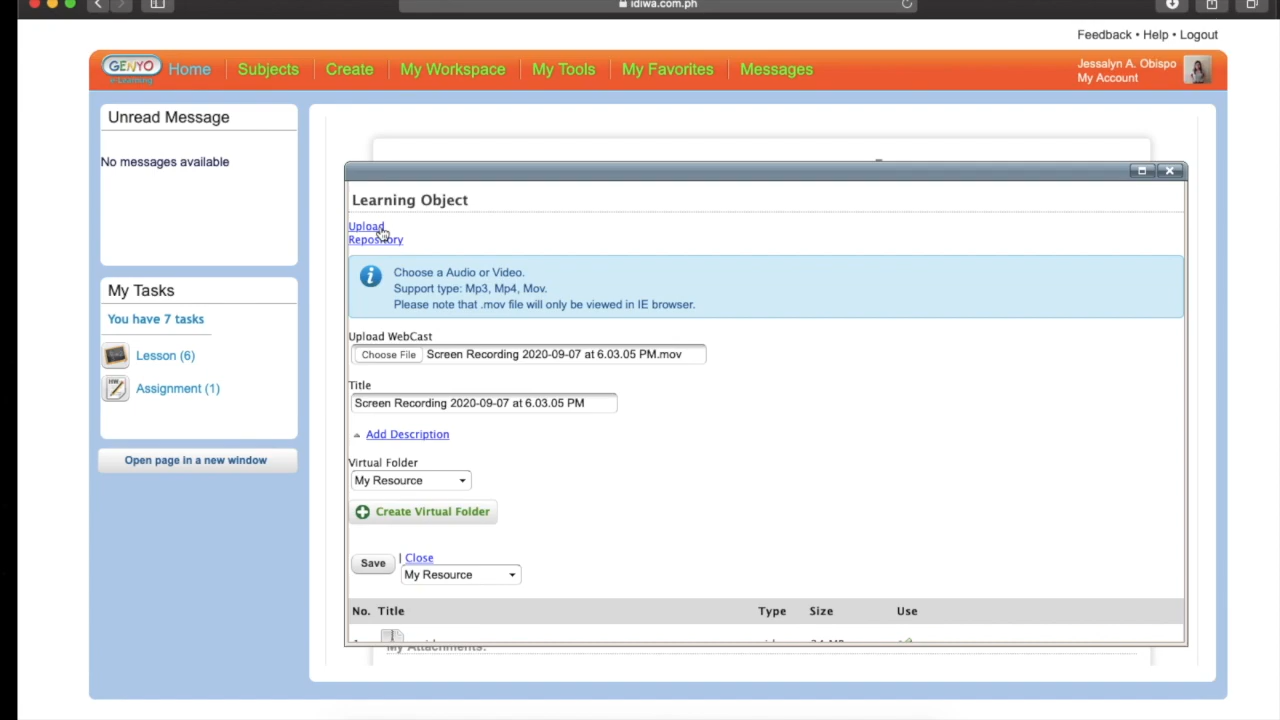 idiwa.com.ph
Feedback • Help • Logout
GENYO
e-Learning
Home
Subjects
Create
My Workspace
My Tools
My Favorites
Messages
Jessalyn A. Obispo
My Account
Unread Message
No messages available
My Tasks
You have 7 tasks
Lesson (6)
Assignment (1)
Open page in a new window
Learning Object
Upload
Repository
Choose a Audio or Video.
Support type: Mp3, Mp4, Mov.
Please note that .mov file will only be viewed in IE browser.
Upload WebCast
Choose File Screen Recording 2020-09-07 at 6.03.05 PM.mov
Title
Screen Recording 2020-09-07 at 6.03.05 PM
Add Description
Virtual Folder
My Resource
Create Virtual Folder
Save | Close
My Resource
No. Title Type Size Use
My Attachments: